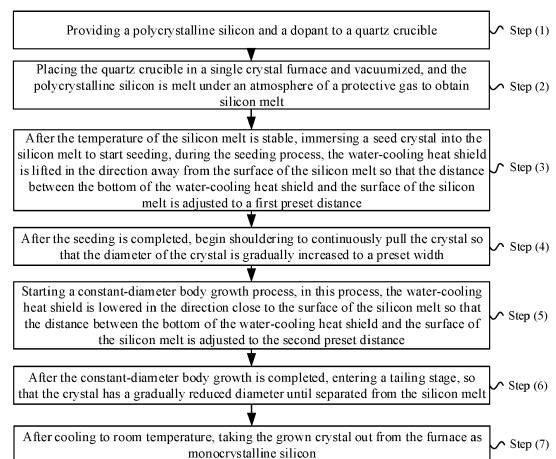 Providing a polycrystalline silicon and a dopant to a quartz crucible
Step (1)
Placing the quartz crucible in a single crystal furnace and vacuumized, and the
polycrystalline silicon is melt under an atmosphere of a protective gas to obtain
silicon melt
Step (2)
After the temperature of the silicon melt is stable, immersing a seed crystal into the
silicon melt to start seeding, during the seeding process, the water-cooling heat shield
is lifted in the direction away from the surface of the silicon melt so that the distance
between the bottom of the water-cooling heat shield and the surface of the silicon
melt is adjusted to a first preset distance
Step (3)
After the seeding is completed, begin shouldering to continuously pull the crystal so
that the diameter of the crystal is gradually increased to a preset width
Step (4)
Starting a constant-diameter body growth process, in this process, the water-cooling
heat shield is lowered in the direction close to the surface of the silicon melt so that
the distance between the bottom of the water-cooling heat shield and the surface of
the silicon melt is adjusted to the second preset distance
Step (5)
After the constant-diameter body growth is completed, entering a tailing stage, so
that the crystal has a gradually reduced diameter until separated from the silicon melt
Step (6)
After cooling to room temperature, taking the grown crystal out from the furnace as
monocrystalline silicon
Step (7)